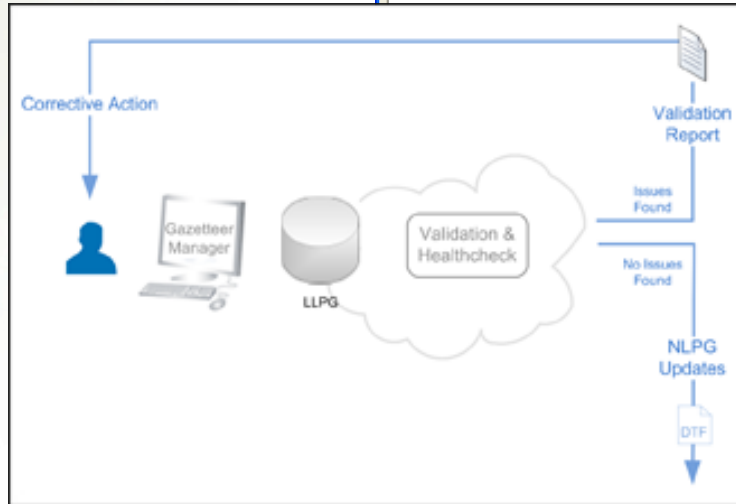 Corrective Action
Validation
Report
Issues
Found
Gazetteer
Manager
Validation &
Healthcheck
LLPG
No Issues
Found
NLPG
Updates
DTF